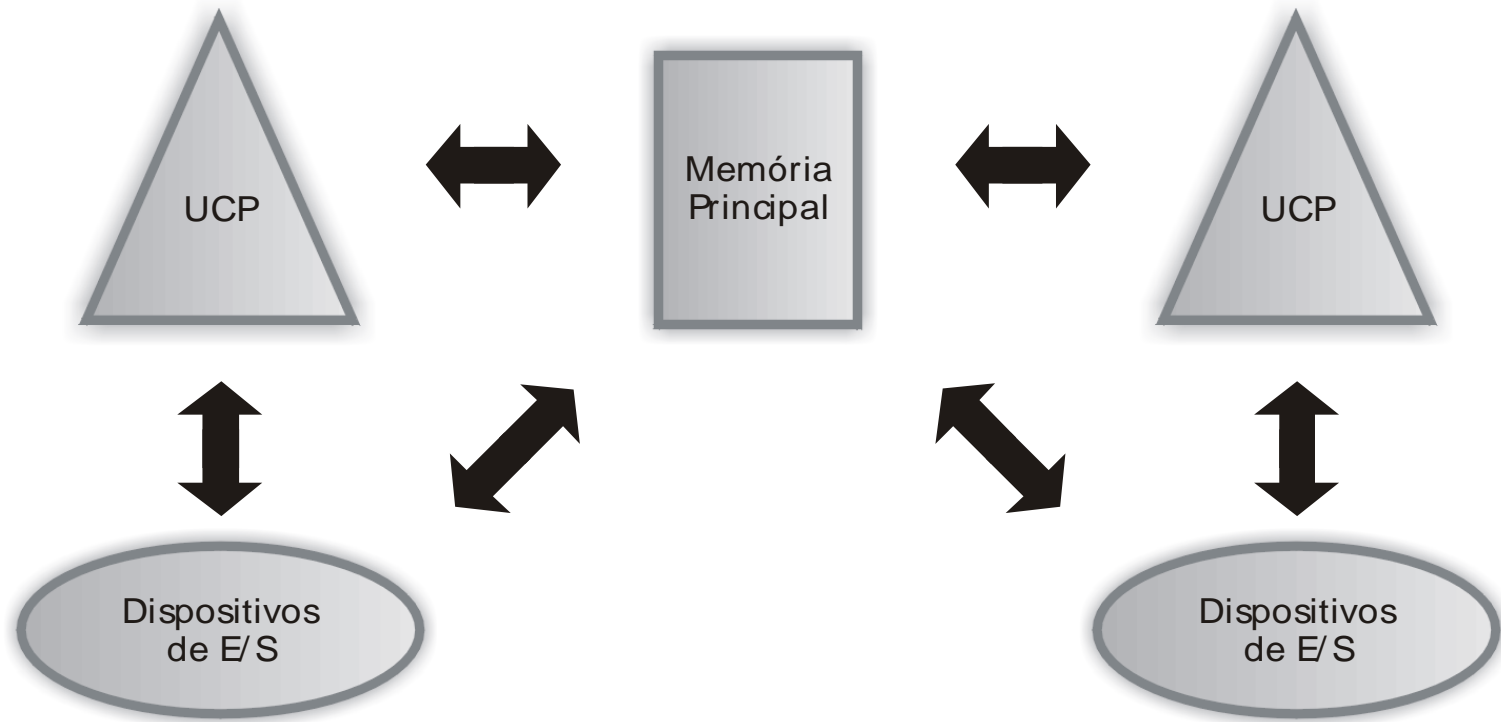 UCP
Memória
Principal
UCP
Dispositivos
de E/S
Dispositivos
de E/S